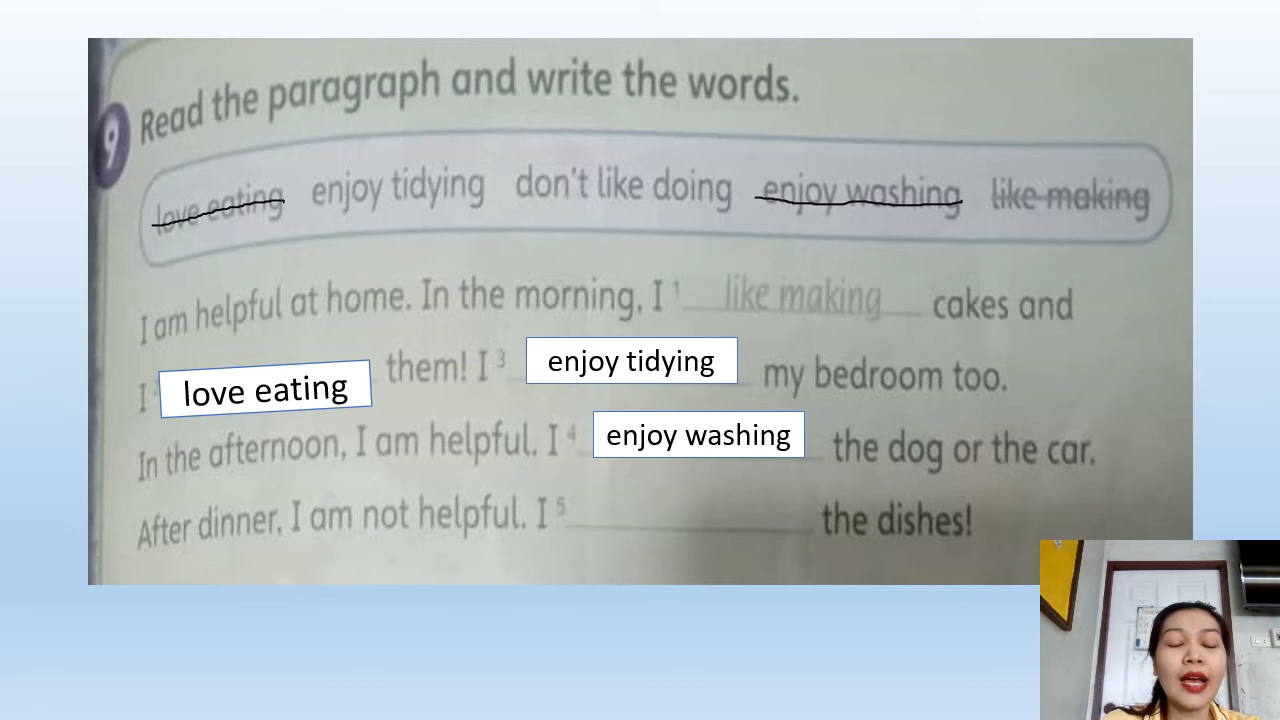 9 Read the paragraph and write the words.
love eating enjoy tidying don't like doing enjoy washing like making
I am helpful at home. In the morning, I 1 like making cakes and
I love eating them! I 3 enjoy tidying my bedroom too.
In the afternoon, I am helpful. I 4 enjoy washing the dog or the car.
After dinner, I am not helpful. I 5 the dishes!